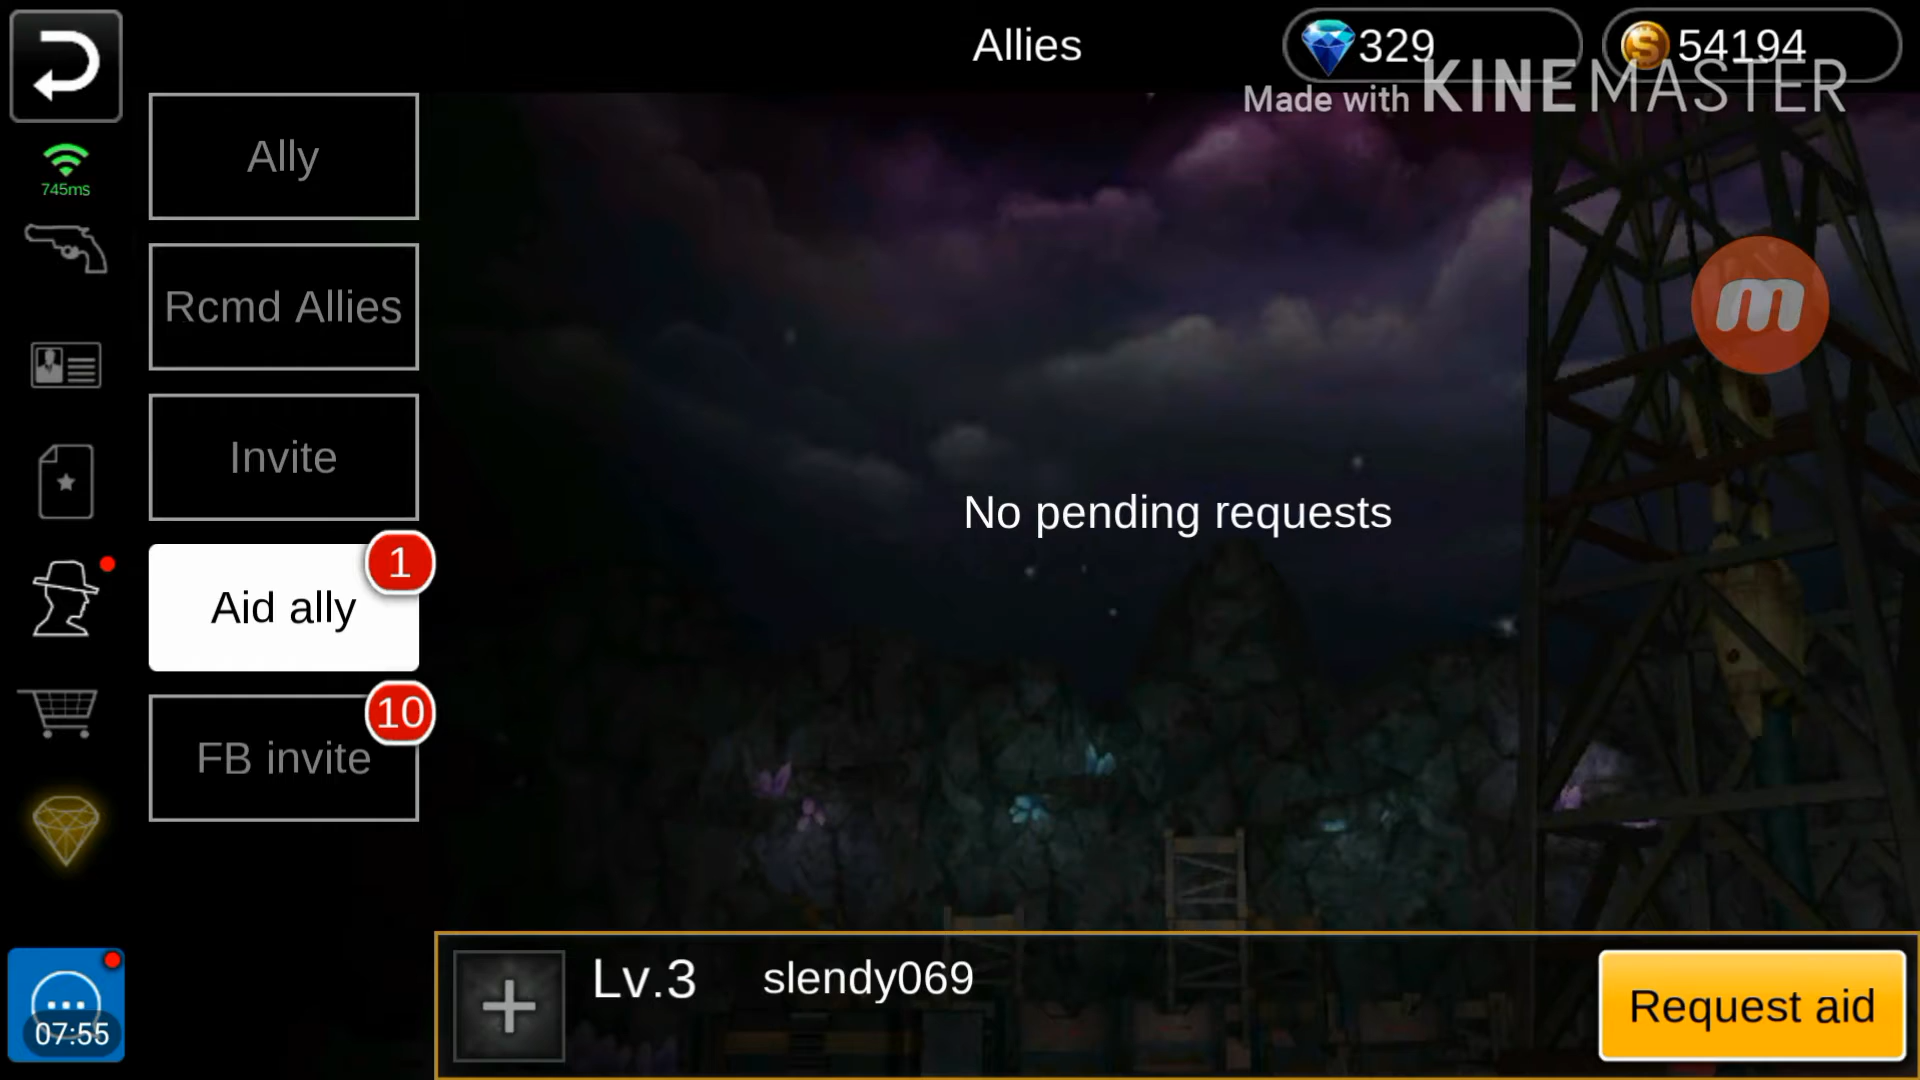 Allies
329
54194
Made with KINEMASTER
745ms
Ally
Rcmd Allies
Invite
No pending requests
1
Aid ally
10
FB invite
07:55
Lv.3 slendy069
Request aid